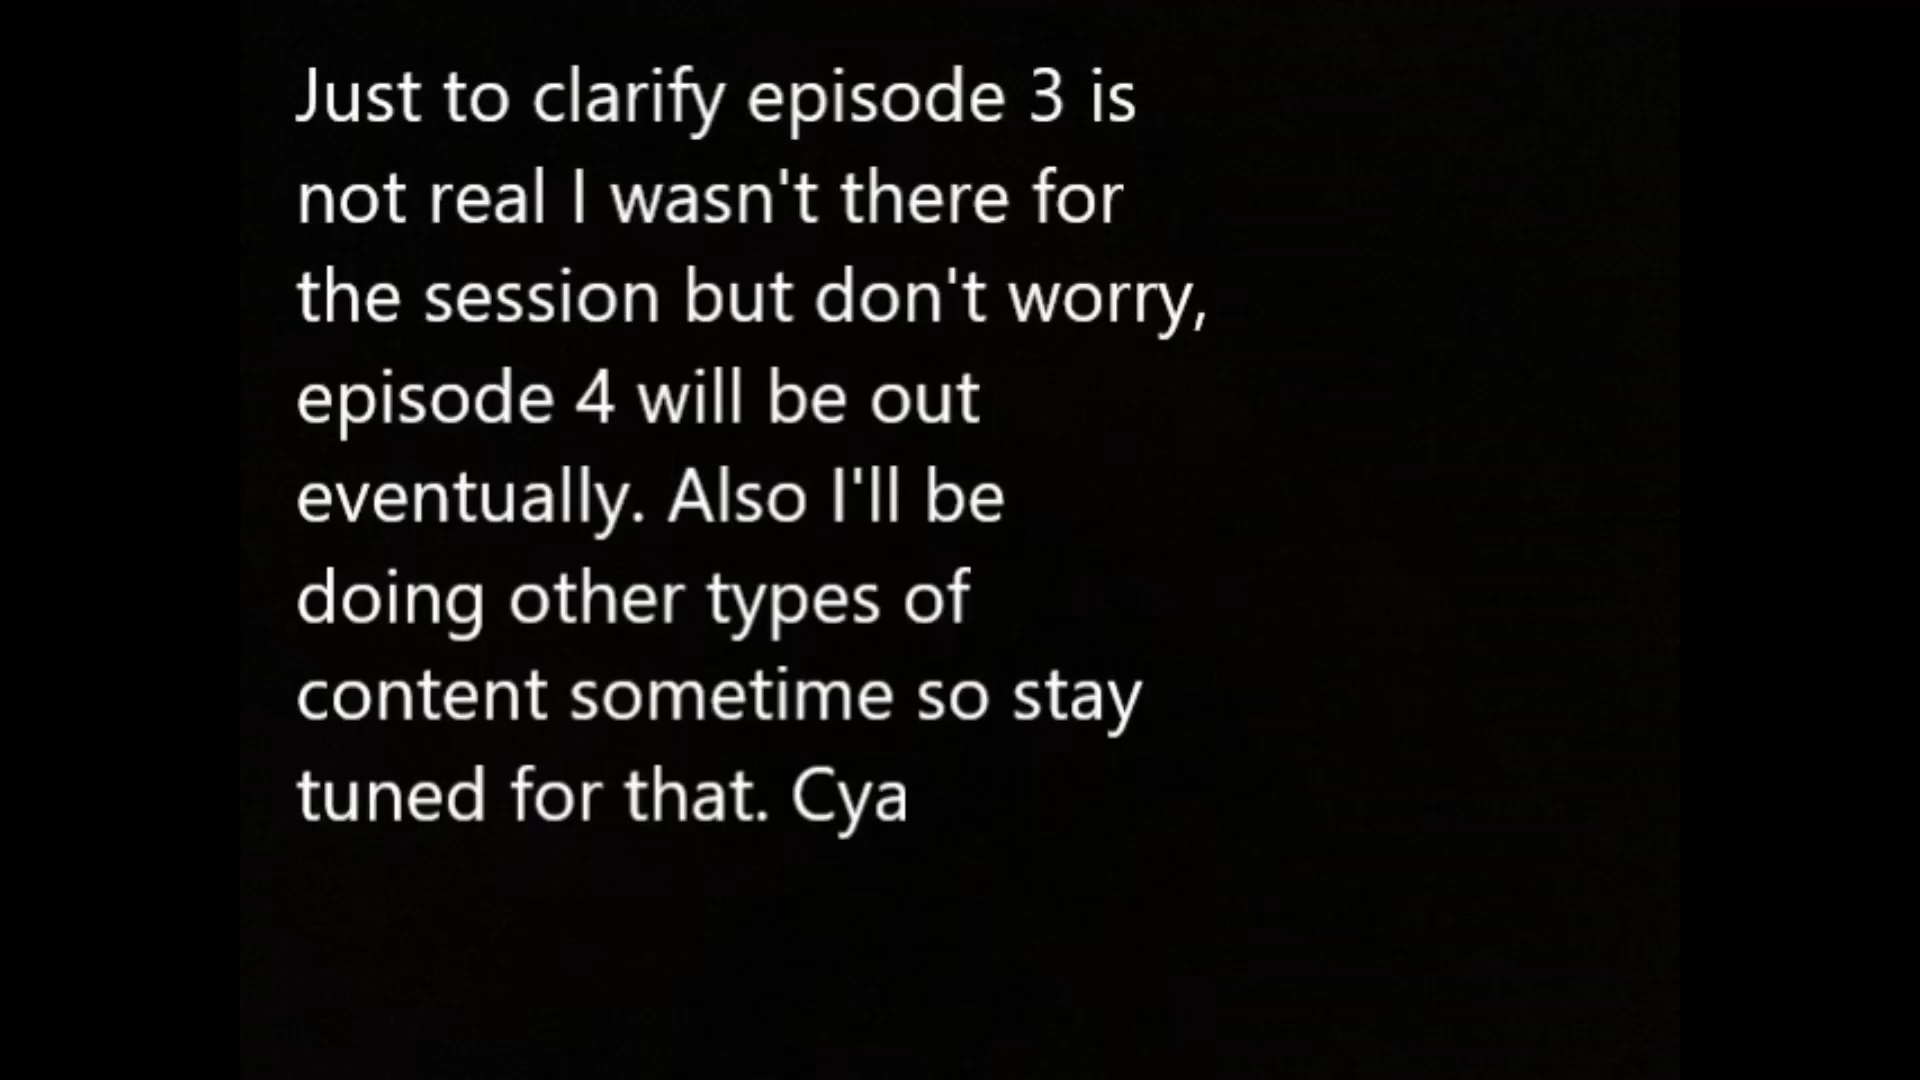 Just to clarify episode 3 is
not real I wasn't there for
the session but don't worry,
episode 4 will be out
eventually. Also I'll be
doing other types of
content sometime so stay
tuned for that. Cya